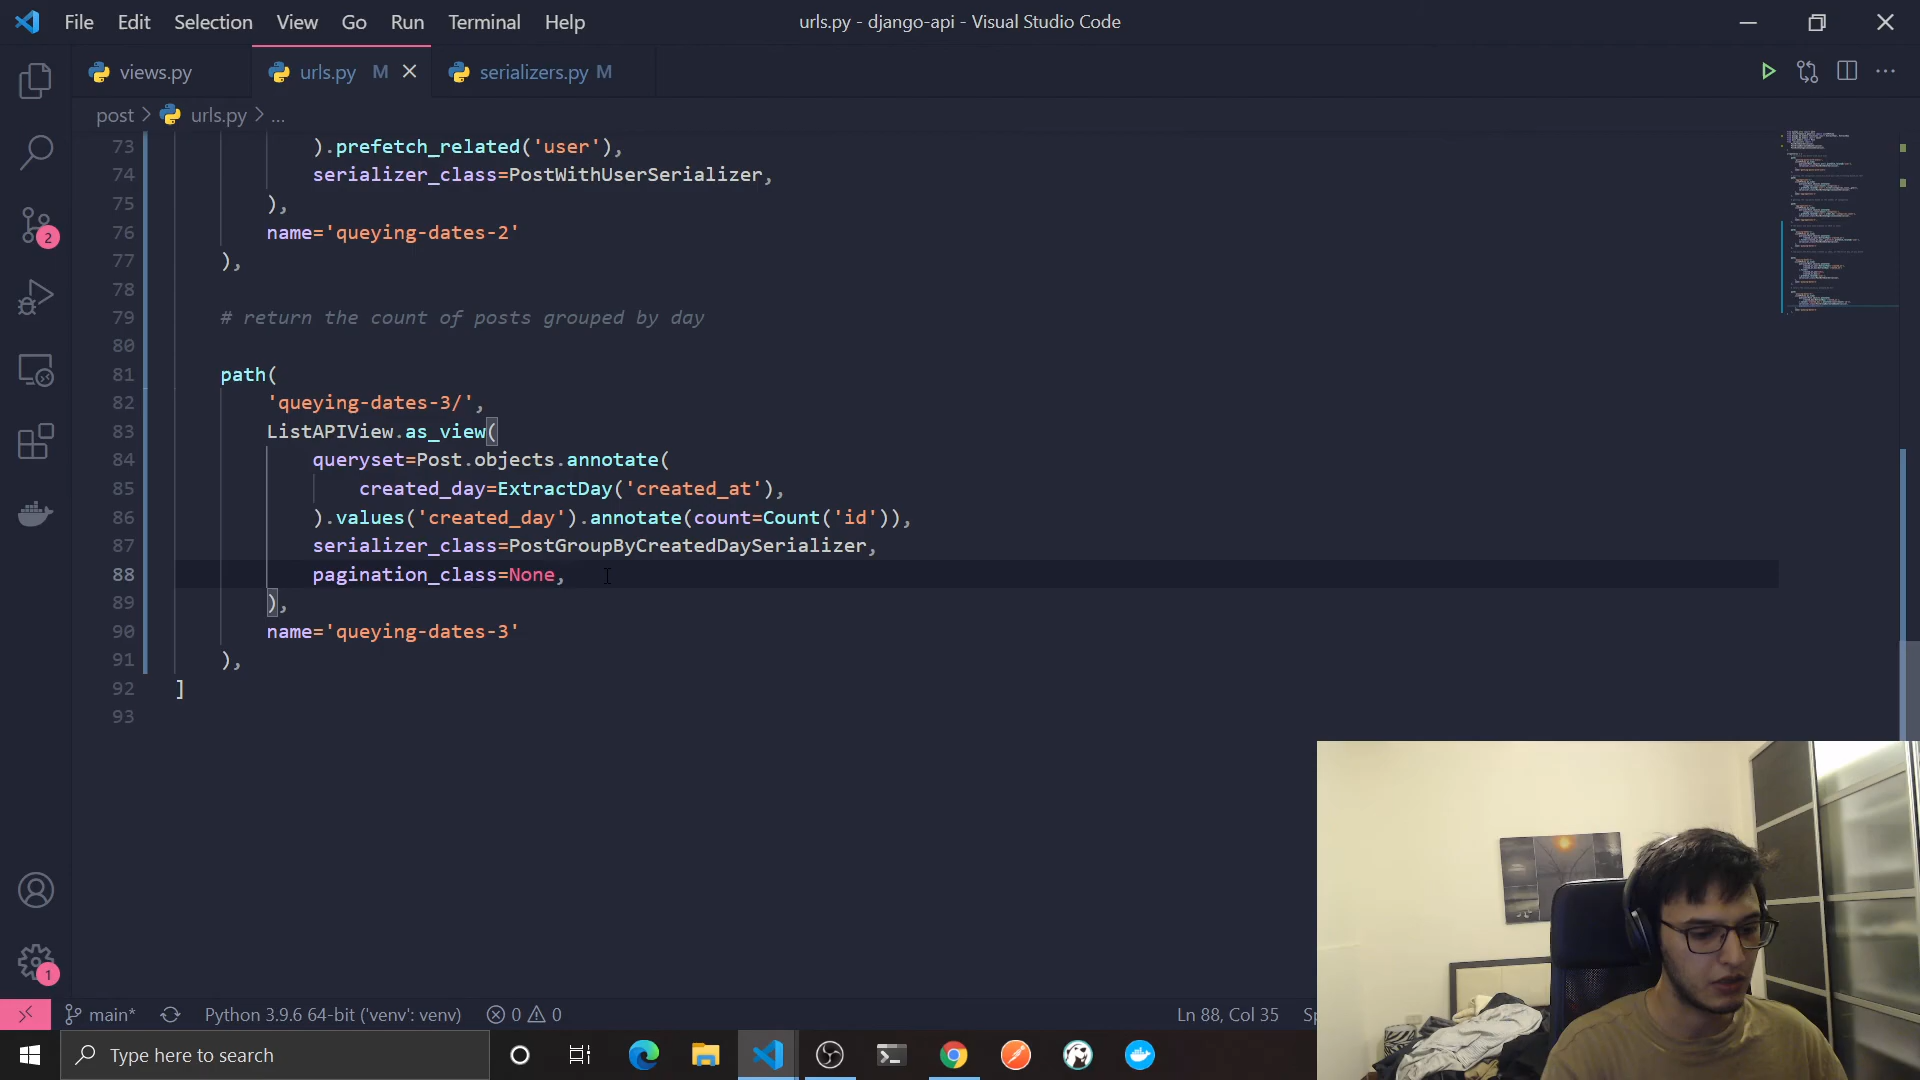 File Edit Selection View Go Run Terminal Help
urls.py - django-api - Visual Studio Code
views.py
urls.py M
serializers.py M
post > urls.py > ...
73 ).prefetch_related('user'),
74 serializer_class=PostWithUserSerializer,
75 ),
76 name='queying-dates-2'
77 ),
78
79 # return the count of posts grouped by day
80
81 path(
82 'queying-dates-3/',
83 ListAPIView.as_view(
84 queryset=Post.objects.annotate(
85 created_day=ExtractDay('created_at'),
86 ).values('created_day').annotate(count=Count('id')),
87 serializer_class=PostGroupByCreatedDaySerializer,
88 pagination_class=None,
89 ),
90 name='queying-dates-3'
91 ),
92 ]
93
2
1
main* Python 3.9.6 64-bit ('venv': venv) 0 0 Ln 88, Col 35
Type here to search